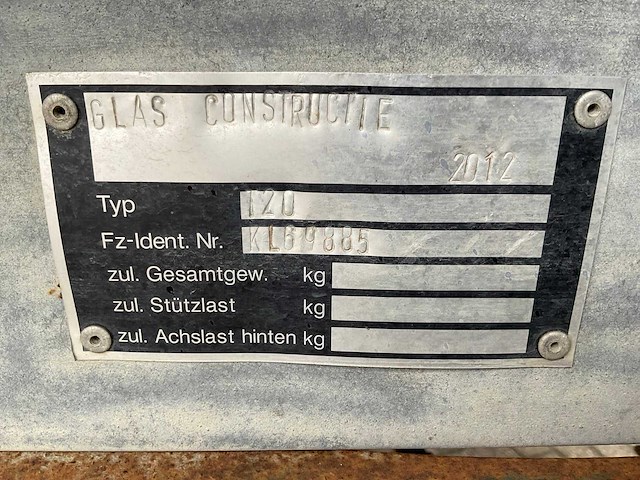 GLAS CONSTRUCTIE
2012
Typ 120
Fz-Ident. Nr. KL69885
zul. Gesamtgew. kg
zul. Stützlast kg
zul. Achslast hinten kg